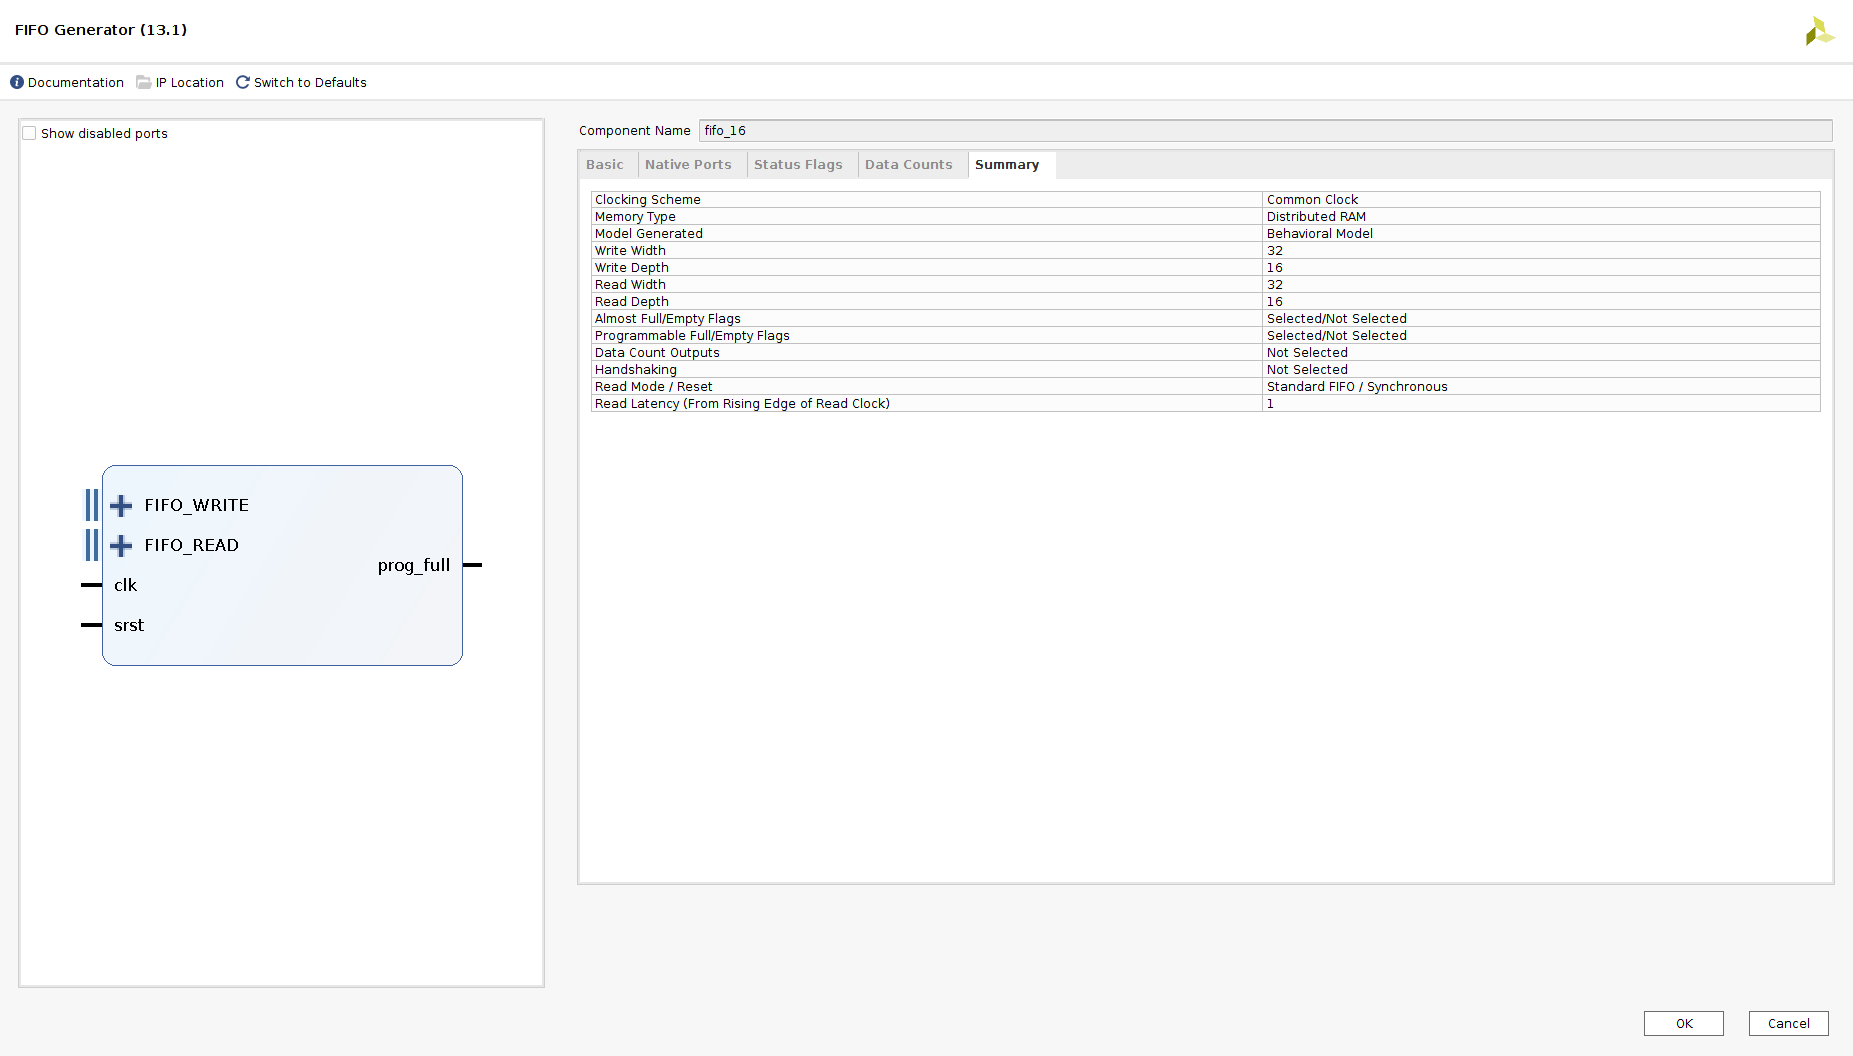 FIFO Generator (13.1)
Documentation IP Location Switch to Defaults
Show disabled ports
FIFO_WRITE
FIFO_READ
clk
srst
prog_full
Component Name fifo_16
Basic Native Ports Status Flags Data Counts Summary
Clocking Scheme Common Clock
Memory Type Distributed RAM
Model Generated Behavioral Model
Write Width 32
Write Depth 16
Read Width 32
Read Depth 16
Almost Full/Empty Flags Selected/Not Selected
Programmable Full/Empty Flags Selected/Not Selected
Data Count Outputs Not Selected
Handshaking Not Selected
Read Mode / Reset Standard FIFO / Synchronous
Read Latency (From Rising Edge of Read Clock) 1
OK Cancel